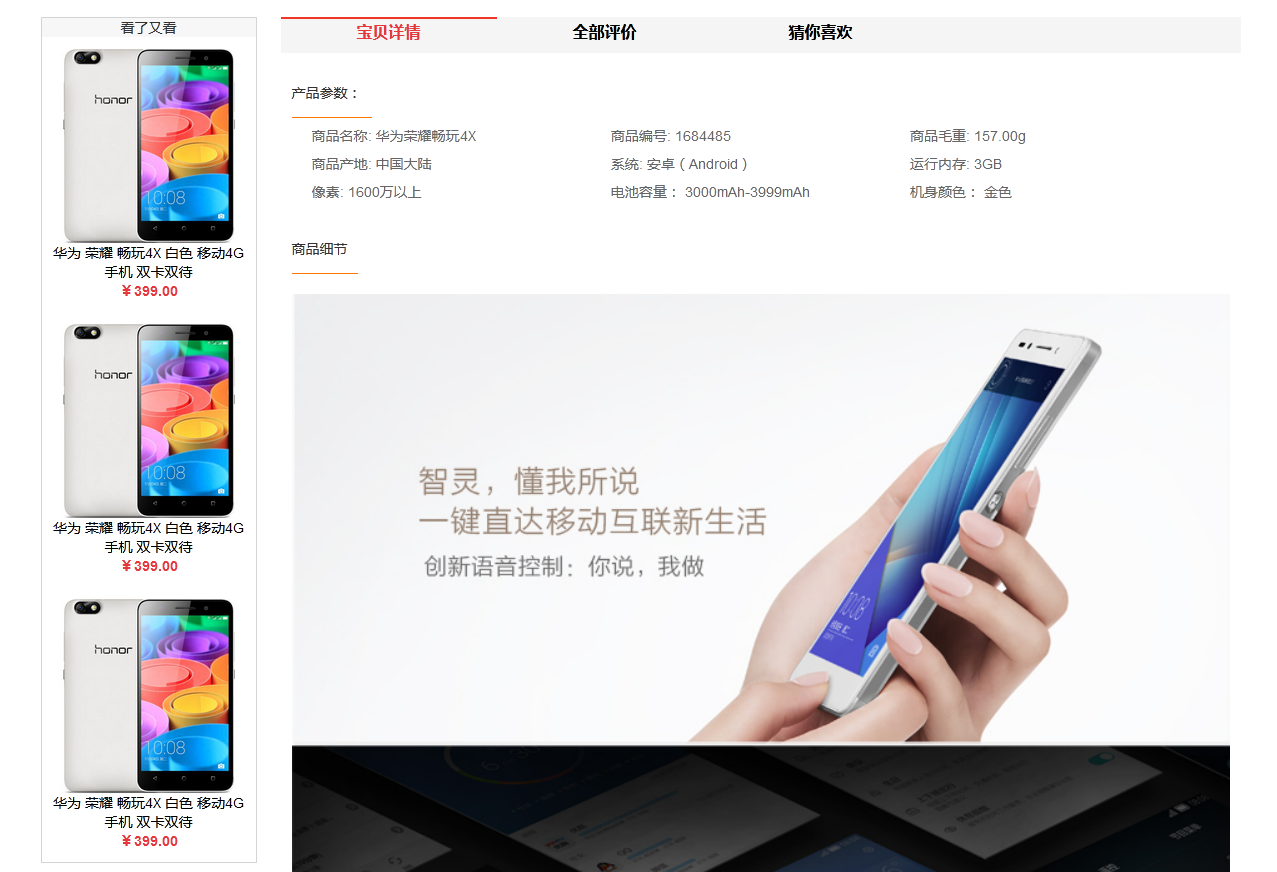 看了又看
honor
10:08
华为 荣耀 畅玩4X 白色 移动4G
手机 双卡双待
￥399.00
honor
10:08
华为 荣耀 畅玩4X 白色 移动4G
手机 双卡双待
￥399.00
honor
10:08
华为 荣耀 畅玩4X 白色 移动4G
手机 双卡双待
￥399.00
宝贝详情 全部评价 猜你喜欢
产品参数：
商品名称: 华为荣耀畅玩4X 商品编号: 1684485 商品毛重: 157.00g
商品产地: 中国大陆 系统: 安卓（Android） 运行内存: 3GB
像素: 1600万以上 电池容量： 3000mAh-3999mAh 机身颜色： 金色
商品细节
智灵，懂我所说
一键直达移动互联新生活
创新语音控制：你说，我做
10:08